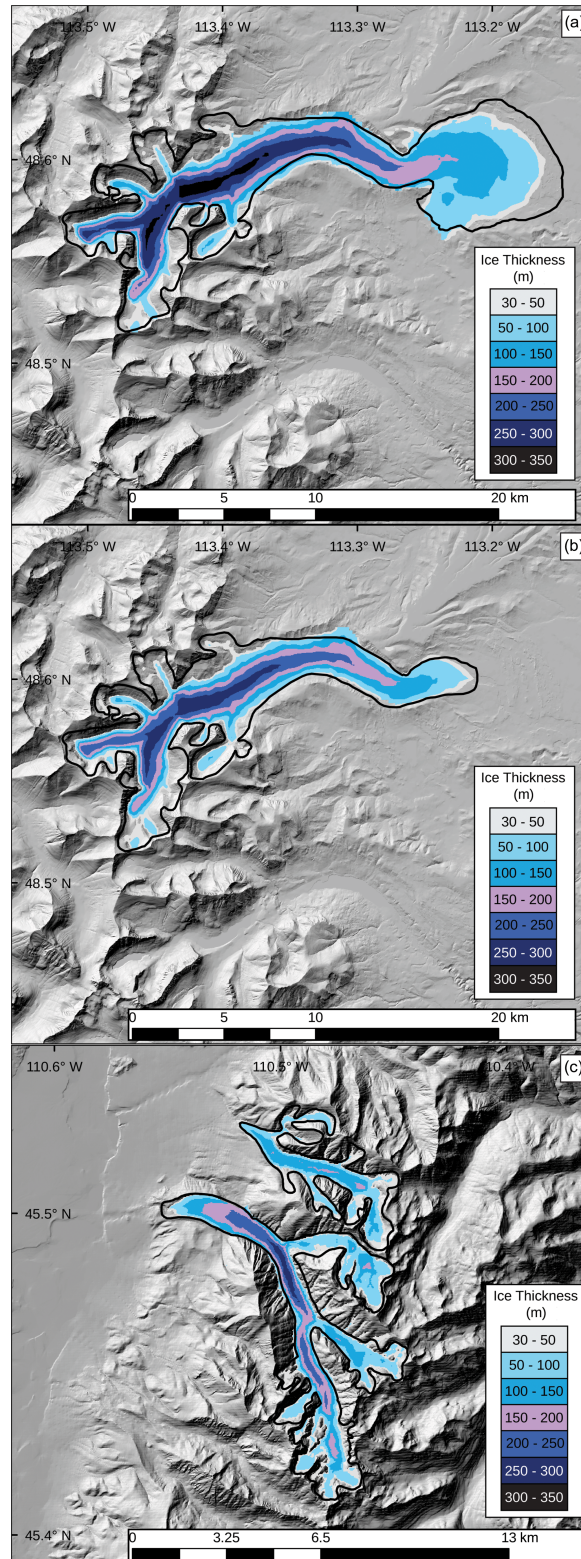 113.5° W 113.4° W 113.3° W 113.2° W (a)
48.6° N
Ice Thickness
(m)
30 - 50
50 - 100
100 - 150
150 - 200
200 - 250
250 - 300
300 - 350
48.5° N
0 5 10 20 km
113.5° W 113.4° W 113.3° W 113.2° W (b)
48.6° N
Ice Thickness
(m)
30 - 50
50 - 100
100 - 150
150 - 200
200 - 250
250 - 300
300 - 350
48.5° N
0 5 10 20 km
110.6° W 110.5° W 110.4° W (c)
45.5° N
Ice Thickness
(m)
30 - 50
50 - 100
100 - 150
150 - 200
200 - 250
250 - 300
300 - 350
45.4° N
0 3.25 6.5 13 km